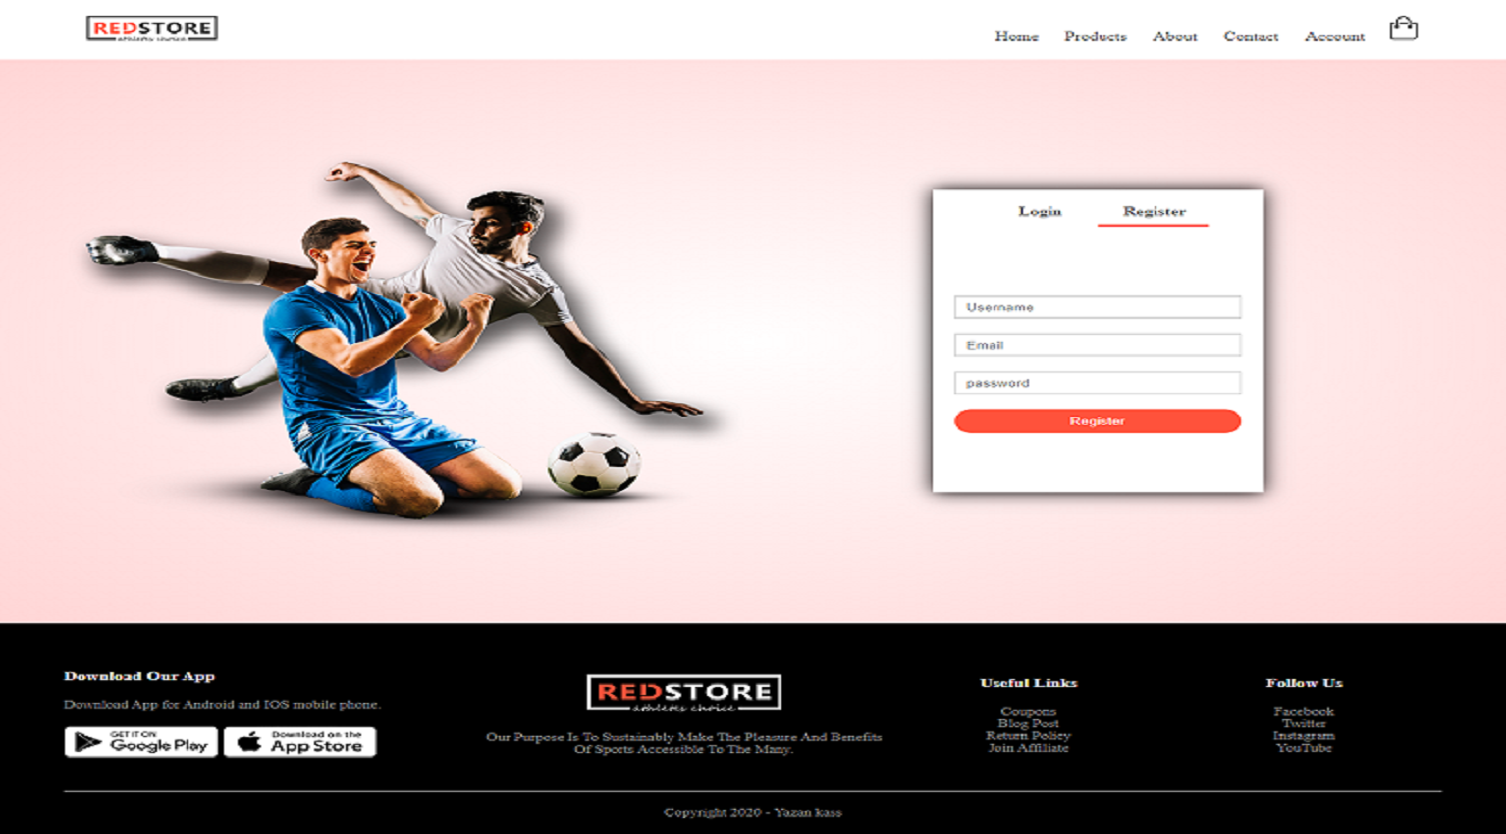 REDSTORE
athletes choice
Home Products About Contact Account
Login Register
Username
Email
password
Register
Download Our App
Download App for Android and IOS mobile phone.
GET IT ON
Google Play
Download on the
App Store
REDSTORE
athletes choice
Our Purpose Is To Sustainably Make The Pleasure And Benefits
Of Sports Accessible To The Many.
Useful Links
Coupons
Blog Post
Return Policy
Join Affiliate
Follow Us
Facebook
Twitter
Instagram
YouTube
Copyright 2020 - Yazan kass